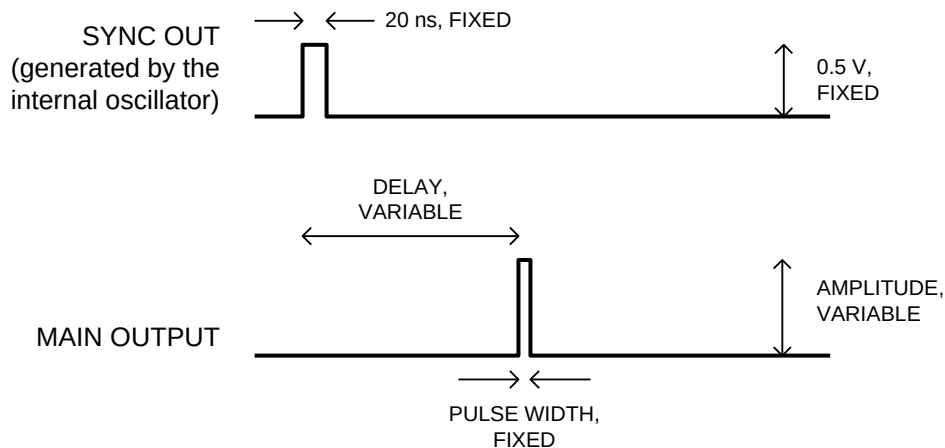 SYNC OUT
(generated by the
internal oscillator)
20 ns, FIXED
0.5 V,
FIXED
DELAY,
VARIABLE
MAIN OUTPUT
AMPLITUDE,
VARIABLE
PULSE WIDTH,
FIXED